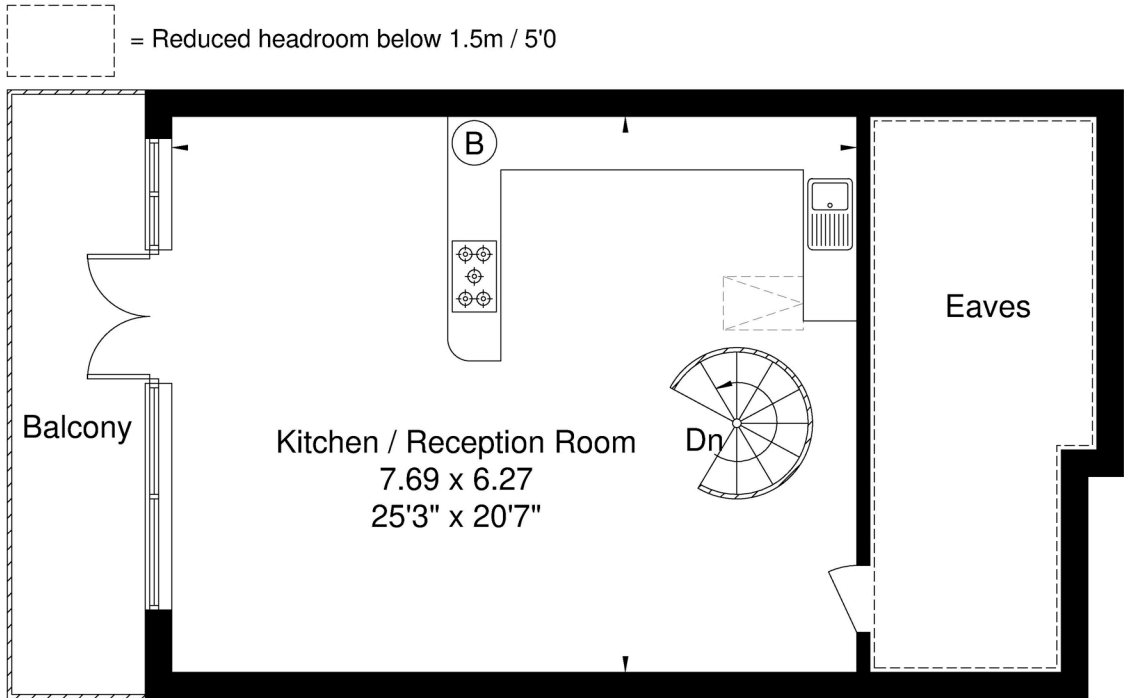 = Reduced headroom below 1.5m / 5'0
B
Eaves
Balcony
Kitchen / Reception Room
7.69 x 6.27
25'3" x 20'7"
Dn